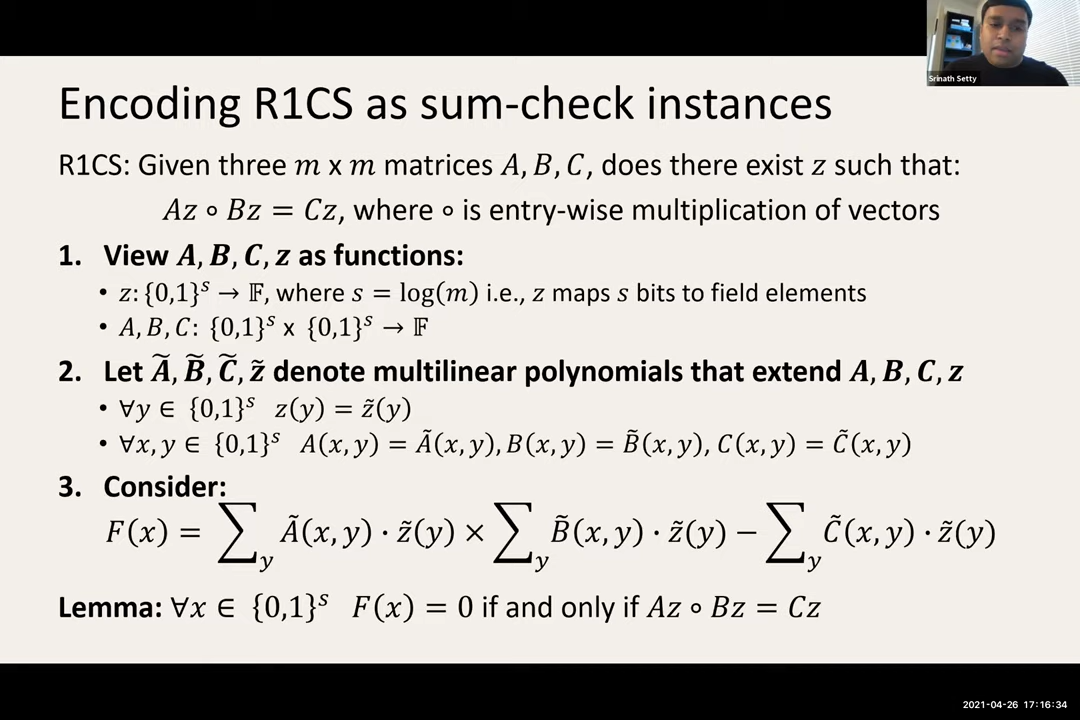 Srinath Setty
Encoding R1CS as sum-check instances
R1CS: Given three m x m matrices A, B, C, does there exist z such that:
Az ∘ Bz = Cz, where ∘ is entry-wise multiplication of vectors
1. View A, B, C, z as functions:
• z: {0,1}ˢ → 𝔽, where s = log(m) i.e., z maps s bits to field elements
• A, B, C: {0,1}ˢ x {0,1}ˢ → 𝔽
2. Let Ã, B̃, C̃, z̃ denote multilinear polynomials that extend A, B, C, z
• ∀y ∈ {0,1}ˢ z(y) = z̃(y)
• ∀x, y ∈ {0,1}ˢ A(x, y) = Ã(x, y), B(x, y) = B̃(x, y), C(x, y) = C̃(x, y)
3. Consider:
F(x) = ∑_y Ã(x, y) · z̃(y) × ∑_y B̃(x, y) · z̃(y) − ∑_y C̃(x, y) · z̃(y)
Lemma: ∀x ∈ {0,1}ˢ F(x) = 0 if and only if Az ∘ Bz = Cz
2021-04-26 17:16:34